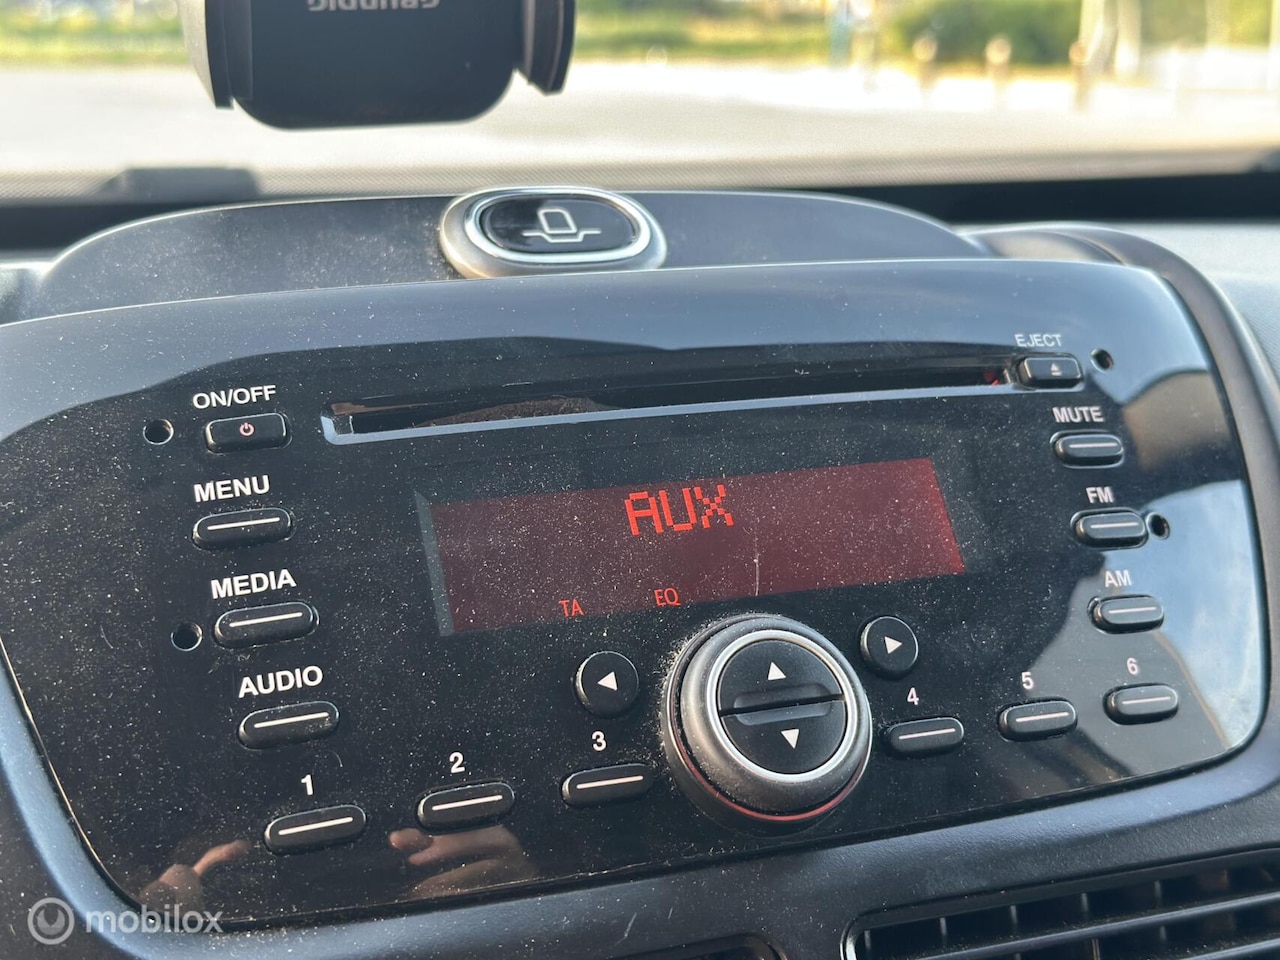 EJECT
ON/OFF
MUTE
MENU
FM
AUX
MEDIA
AM
TA EQ
AUDIO
4 5 6
1 2 3
mobilox